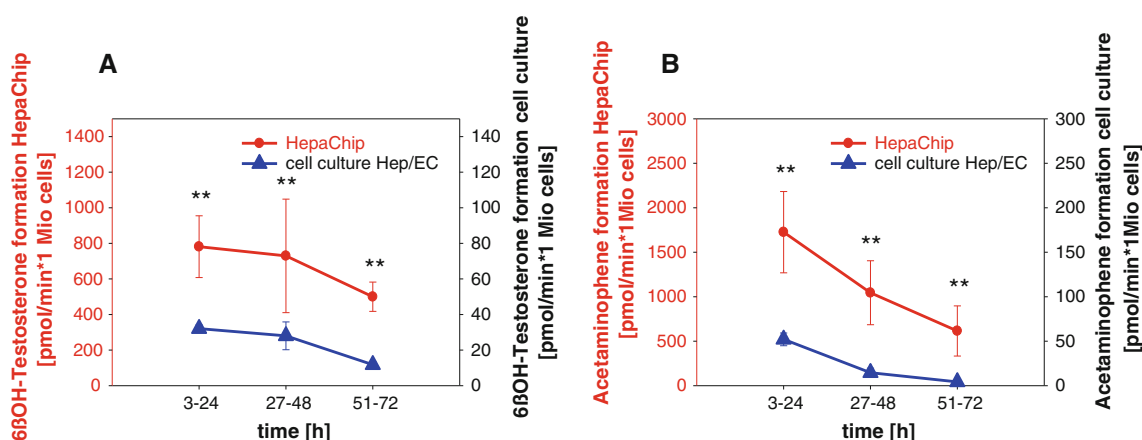 A
6ßOH-Testosterone formation HepaChip
[pmol/min*1 Mio cells]
1400
1200
1000
800
600
400
200
0
HepaChip
cell culture Hep/EC
**
**
**
140
120
100
80
60
40
20
0
6ßOH-Testosterone formation cell culture
[pmol/min*1 Mio cells]
3-24
27-48
51-72
time [h]
B
Acetaminophene formation HepaChip
[pmol/min*1Mio cells]
3000
2500
2000
1500
1000
500
0
HepaChip
cell culture Hep/EC
**
**
**
300
250
200
150
100
50
0
Acetaminophene formation cell culture
[pmol/min*1Mio cells]
3-24
27-48
51-72
time [h]